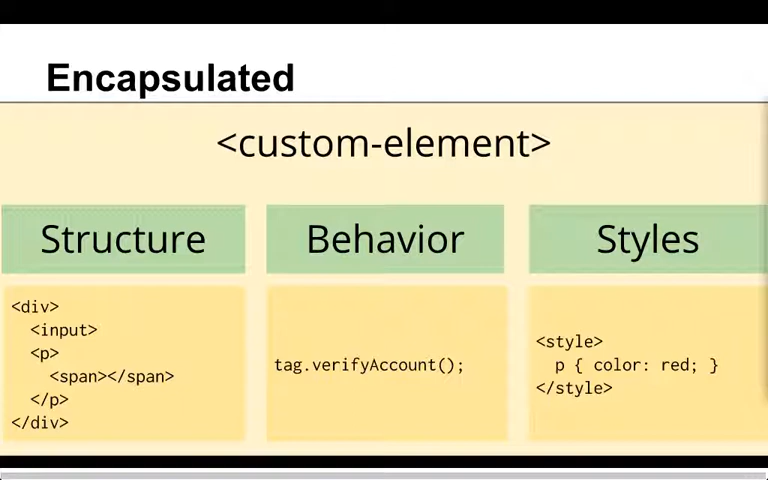 Encapsulated
<custom-element>
Structure
Behavior
Styles
<div>
  <input>
  <p>
    <span></span>
  </p>
</div>
tag.verifyAccount();
<style>
  p { color: red; }
</style>